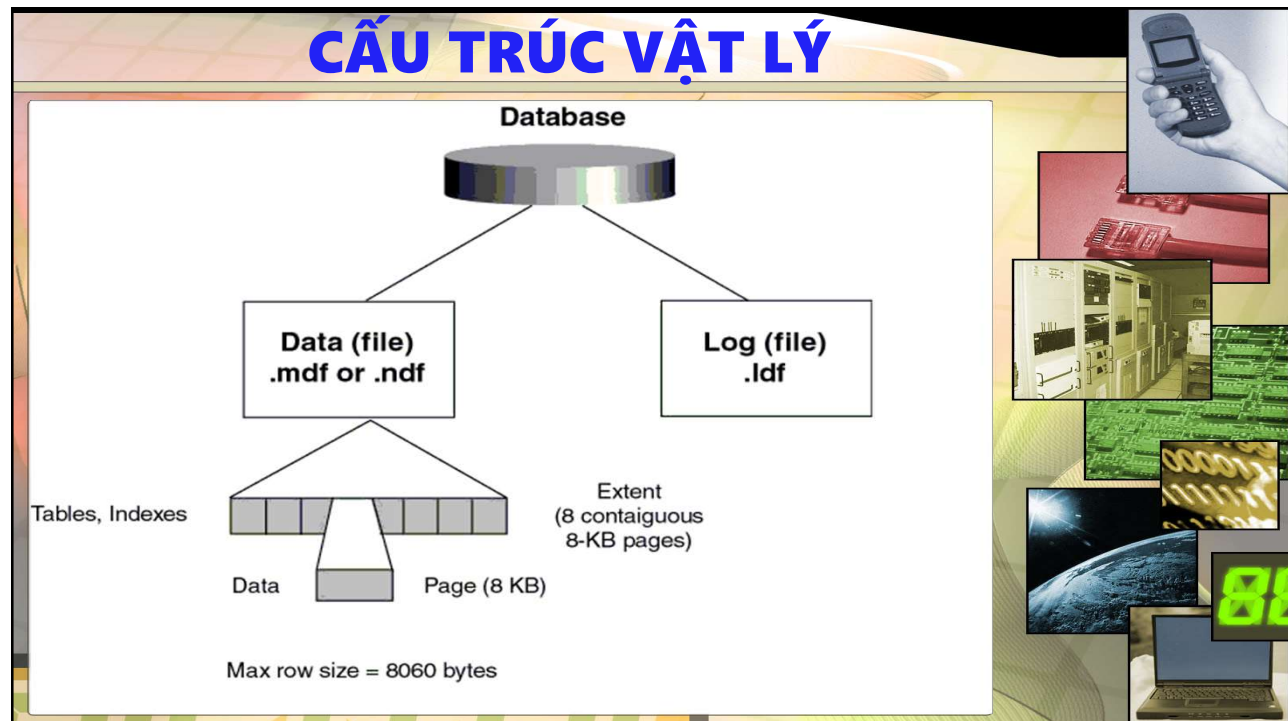 CẤU TRÚC VẬT LÝ
Database
Data (file)
.mdf or .ndf
Log (file)
.ldf
Tables, Indexes
Extent
(8 contaiguous
8-KB pages)
Data
Page (8 KB)
Max row size = 8060 bytes